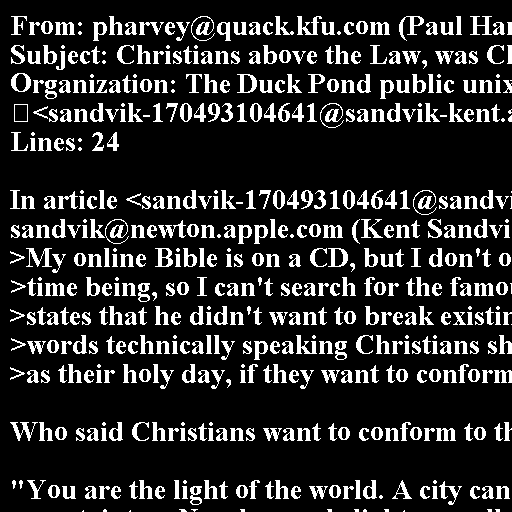 From: pharvey@quack.kfu.com (Paul Har
Subject: Christians above the Law, was Cl
Organization: The Duck Pond public unix
<sandvik-170493104641@sandvik-kent.a
Lines: 24

In article <sandvik-170493104641@sandvi
sandvik@newton.apple.com (Kent Sandvi
>My online Bible is on a CD, but I don't o
>time being, so I can't search for the famo
>states that he didn't want to break existin
>words technically speaking Christians sh
>as their holy day, if they want to conform

Who said Christians want to conform to th

"You are the light of the world. A city can